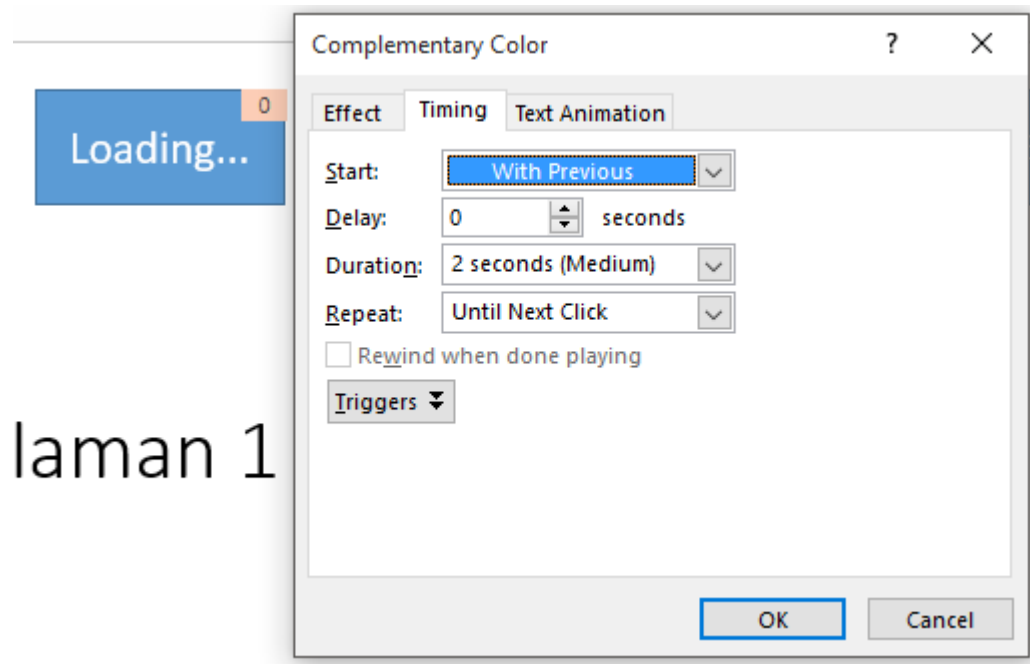 Complementary Color ?
0
Loading...
Effect Timing Text Animation
Start: With Previous
Delay: 0 seconds
Duration: 2 seconds (Medium)
Repeat: Until Next Click
Rewind when done playing
Triggers
laman 1
OK Cancel